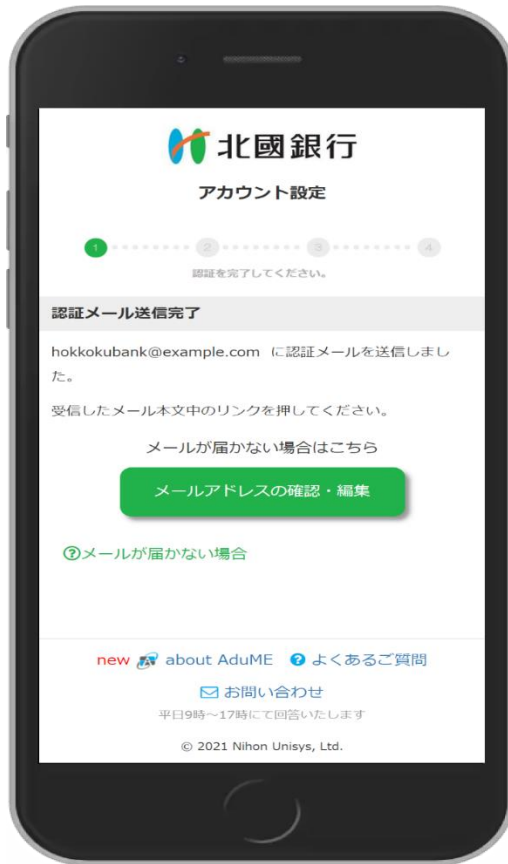 北國銀行
アカウント設定
1 2 3 4
認証を完了してください。
認証メール送信完了
hokkokubank@example.com に認証メールを送信しまし
た。
受信したメール本文中のリンクを押してください。
メールが届かない場合はこちら
メールアドレスの確認・編集
?メールが届かない場合
new about AduME ?よくあるご質問
お問い合わせ
平日9時～17時にて回答いたします
© 2021 Nihon Unisys, Ltd.